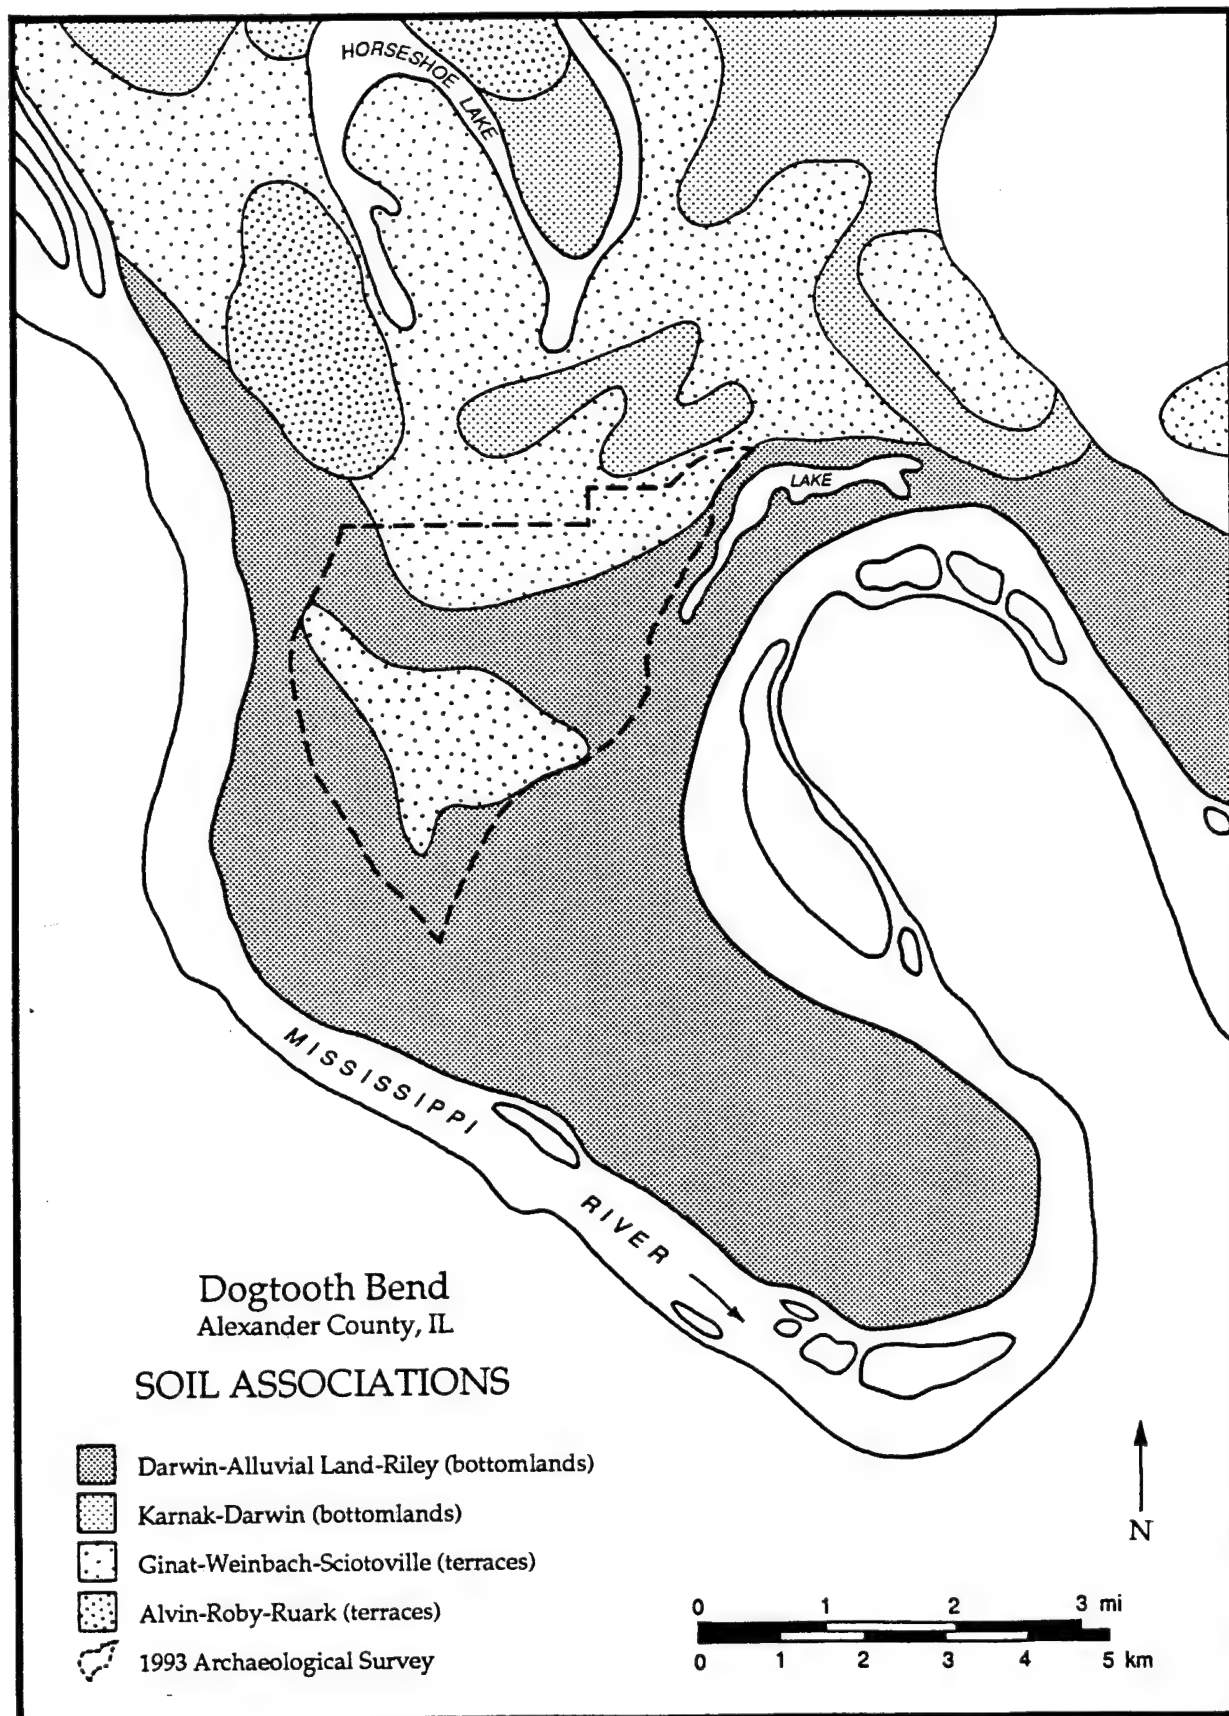 HORSESHOE LAKE
LAKE
MISSISSIPPI
RIVER
Dogtooth Bend
Alexander County, IL
SOIL ASSOCIATIONS
Darwin-Alluvial Land-Riley (bottomlands)
Karnak-Darwin (bottomlands)
Ginat-Weinbach-Sciotoville (terraces)
Alvin-Roby-Ruark (terraces)
1993 Archaeological Survey
N
0 1 2 3 mi
0 1 2 3 4 5 km